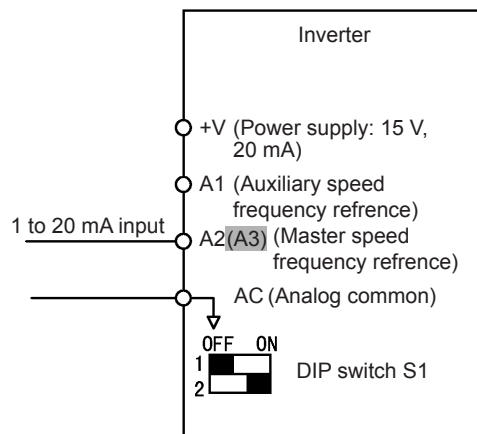 Inverter
+V (Power supply: 15 V,
20 mA)
A1 (Auxiliary speed
frequency refrence)
1 to 20 mA input
A2(A3) (Master speed
frequency refrence)
AC (Analog common)
OFF ON
1
2
DIP switch S1